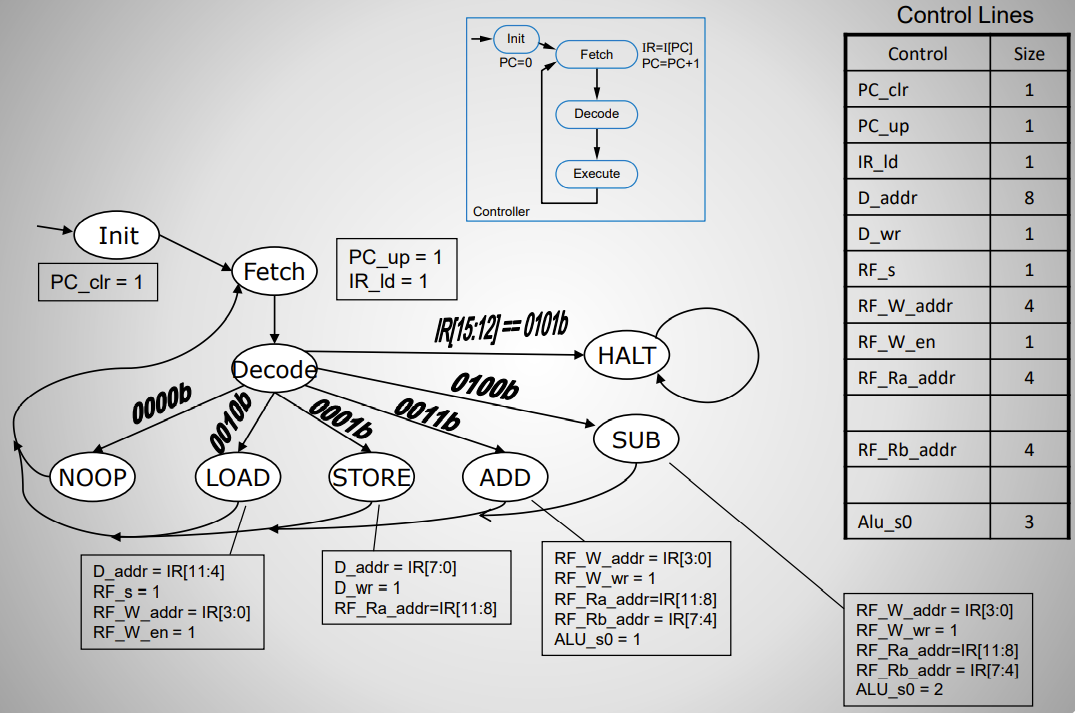 Control Lines
Control Size
PC_clr 1
PC_up 1
IR_ld 1
D_addr 8
D_wr 1
RF_s 1
RF_W_addr 4
RF_W_en 1
RF_Ra_addr 4
RF_Rb_addr 4
Alu_s0 3
Init
PC=0
Fetch
IR=I[PC]
PC=PC+1
Decode
Execute
Controller
Init
PC_clr = 1
Fetch
PC_up = 1
IR_ld = 1
Decode
IR[15:12] == 0101b
HALT
0100b
SUB
0000b
0010b
0001b
0011b
NOOP
LOAD
STORE
ADD
D_addr = IR[11:4]
RF_s = 1
RF_W_addr = IR[3:0]
RF_W_en = 1
D_addr = IR[7:0]
D_wr = 1
RF_Ra_addr=IR[11:8]
RF_W_addr = IR[3:0]
RF_W_wr = 1
RF_Ra_addr=IR[11:8]
RF_Rb_addr = IR[7:4]
ALU_s0 = 1
RF_W_addr = IR[3:0]
RF_W_wr = 1
RF_Ra_addr=IR[11:8]
RF_Rb_addr = IR[7:4]
ALU_s0 = 2